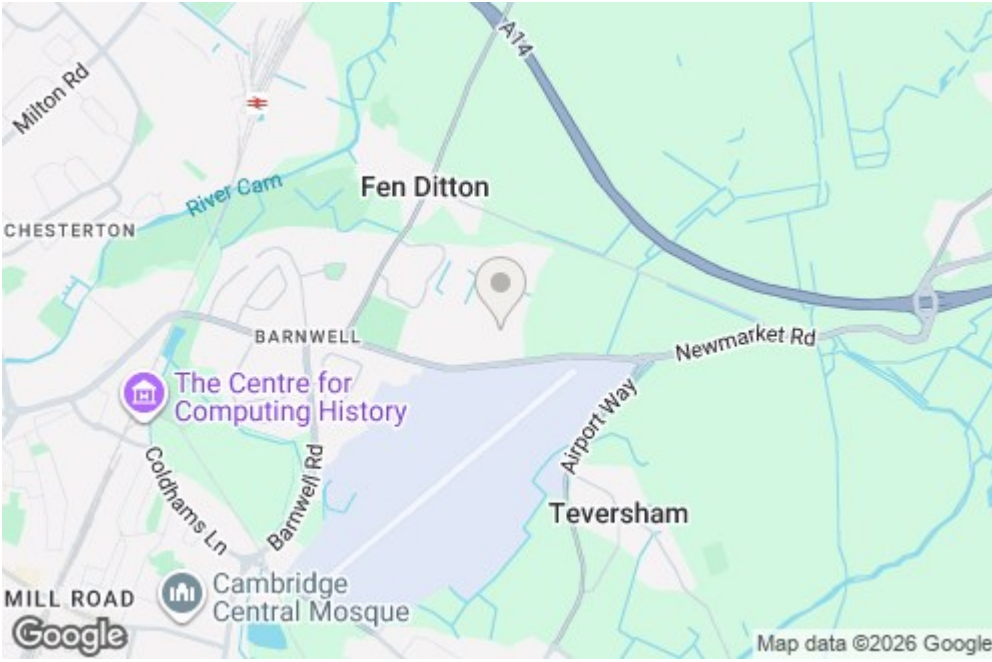 A14
Milton Rd
Fen Ditton
River Cam
CHESTERTON
BARNWELL
Newmarket Rd
The Centre for
Computing History
Airport Way
Coldhams Ln
Barnwell Rd
Teversham
Cambridge
Central Mosque
MILL ROAD
Google
Map data ©2026 Google